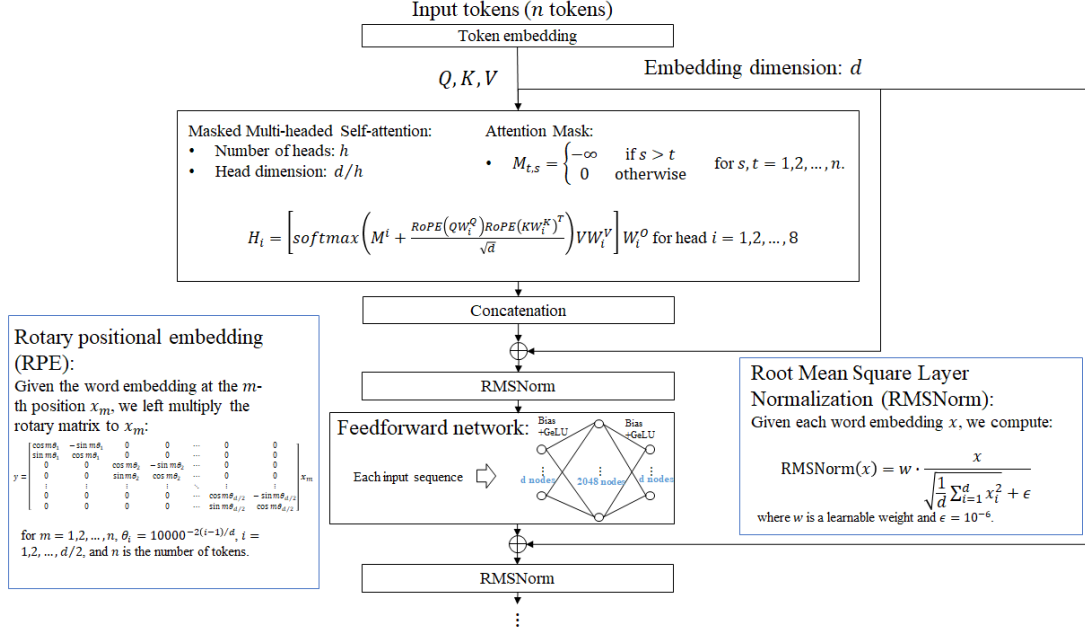 Input tokens (n tokens)
Token embedding
Q, K, V
Embedding dimension: d
Masked Multi-headed Self-attention:
• Number of heads: h
• Head dimension: d/h
Attention Mask:
• M_{t,s} = { −∞ if s > t
0 otherwise
for s, t = 1,2, …, n.
H_i = [softmax(M^i + RoPE(QW_i^Q)RoPE(KW_i^K)^T / √d) VW_i^V] W_i^O for head i = 1,2, …, 8
Concatenation
RMSNorm
Rotary positional embedding
(RPE):
Given the word embedding at the m-
th position x_m, we left multiply the
rotary matrix to x_m:
y = [
cos mθ_1 −sin mθ_1 0 0 ⋯ 0 0
sin mθ_1 cos mθ_1 0 0 ⋯ 0 0
0 0 cos mθ_2 −sin mθ_2 ⋯ 0 0
0 0 sin mθ_2 cos mθ_2 ⋯ 0 0
⋮ ⋮ ⋮ ⋮ ⋱ ⋮ ⋮
0 0 0 0 ⋯ cos mθ_{d/2} −sin mθ_{d/2}
0 0 0 0 ⋯ sin mθ_{d/2} cos mθ_{d/2}
] x_m
for m = 1,2, …, n, θ_i = 10000^{−2(i−1)/d}, i =
1,2, …, d/2, and n is the number of tokens.
Feedforward network:
Each input sequence
Bias
+GeLU
Bias
+GeLU
⋮ ⋮ ⋮
d nodes 2048 nodes d nodes
RMSNorm
⋮
Root Mean Square Layer
Normalization (RMSNorm):
Given each word embedding x, we compute:
RMSNorm(x) = w · x / (√(1/d ∑_{i=1}^d x_i^2) + ϵ)
where w is a learnable weight and ϵ = 10^{−6}.